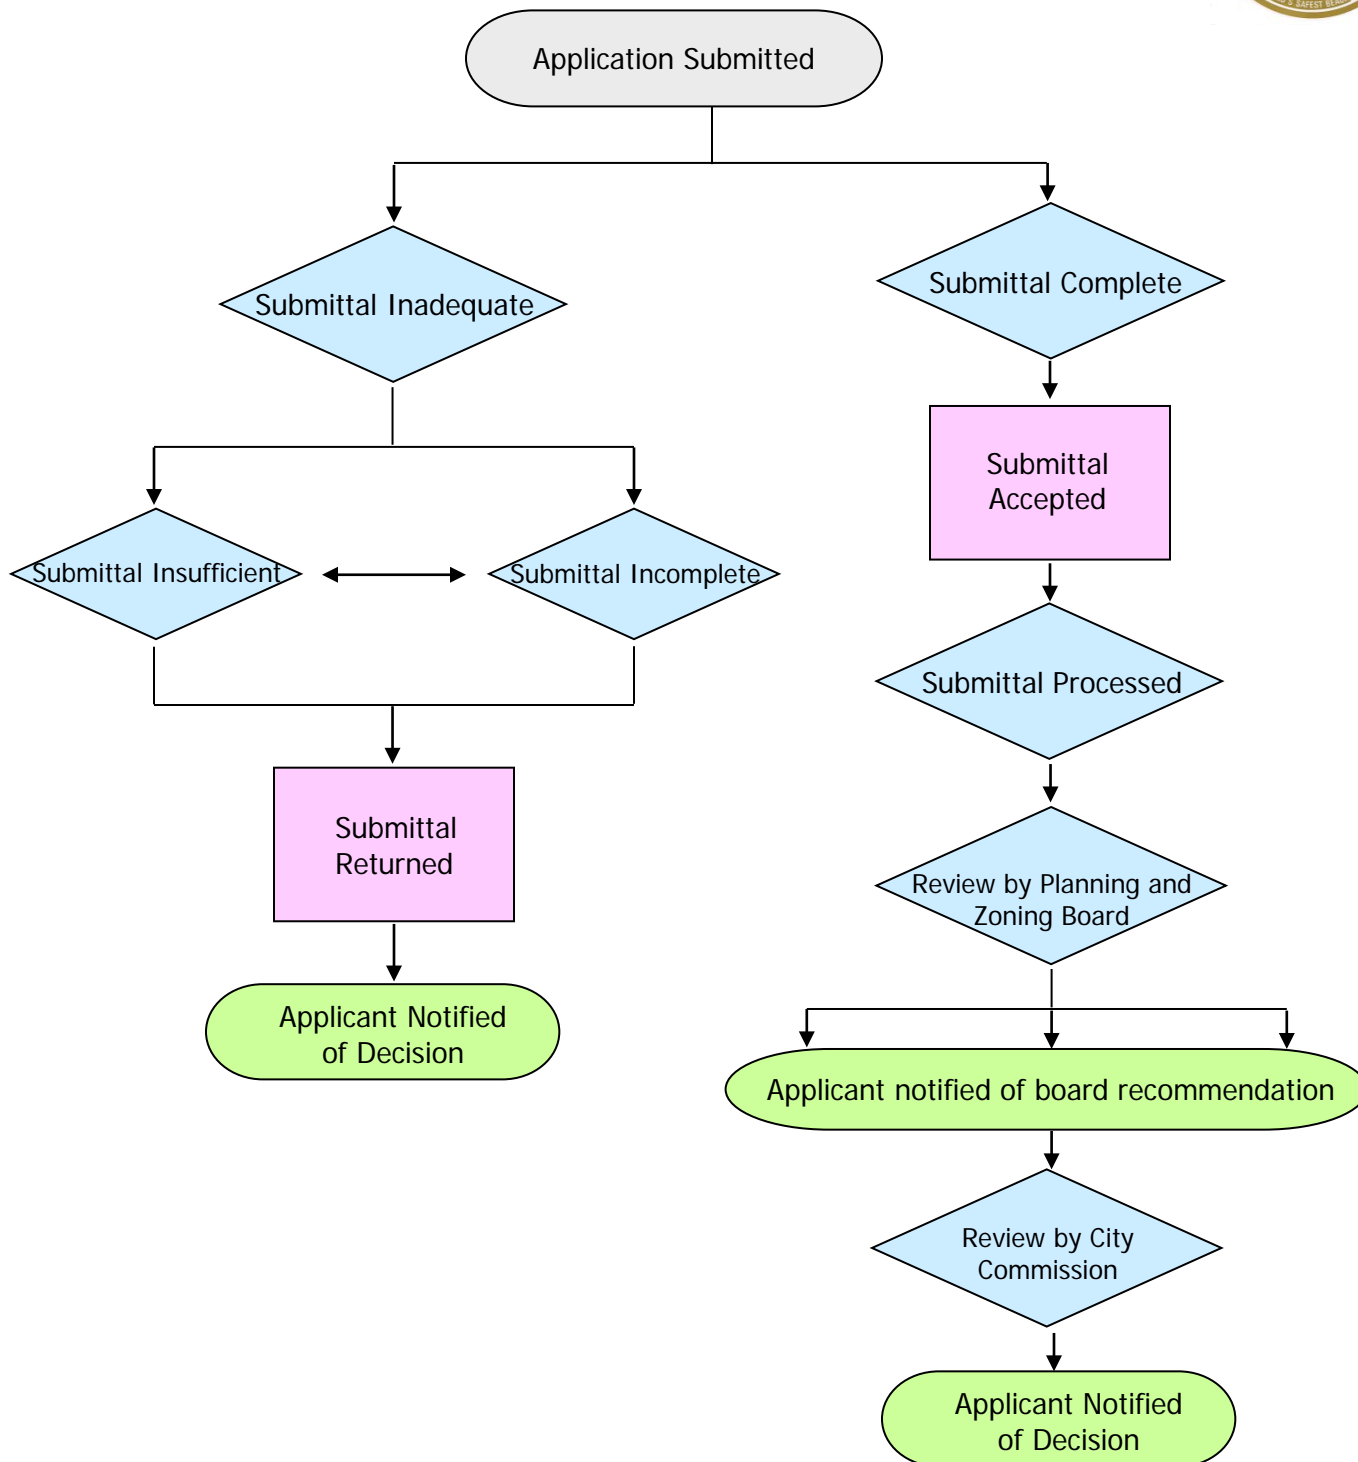 'S SAFEST BEA
Application Submitted
Submittal Inadequate
Submittal Complete
Submittal
Accepted
Submittal Insufficient
Submittal Incomplete
Submittal Processed
Submittal
Returned
Review by Planning and
Zoning Board
Applicant Notified
of Decision
Applicant notified of board recommendation
Review by City
Commission
Applicant Notified
of Decision